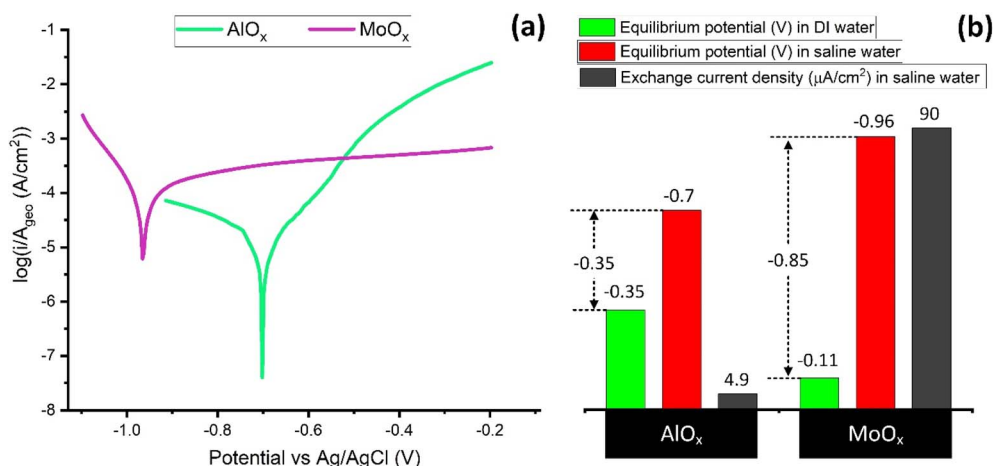 (a)
AlOₓ
MoOₓ
-1
-2
-3
-4
-5
-6
-7
-8
log(i/A_geo (A/cm²))
-1.0
-0.8
-0.6
-0.4
-0.2
Potential vs Ag/AgCl (V)
(b)
Equilibrium potential (V) in DI water
Equilibrium potential (V) in saline water
Exchange current density (µA/cm²) in saline water
-0.35
-0.35
-0.7
4.9
AlOₓ
-0.85
-0.11
-0.96
90
MoOₓ